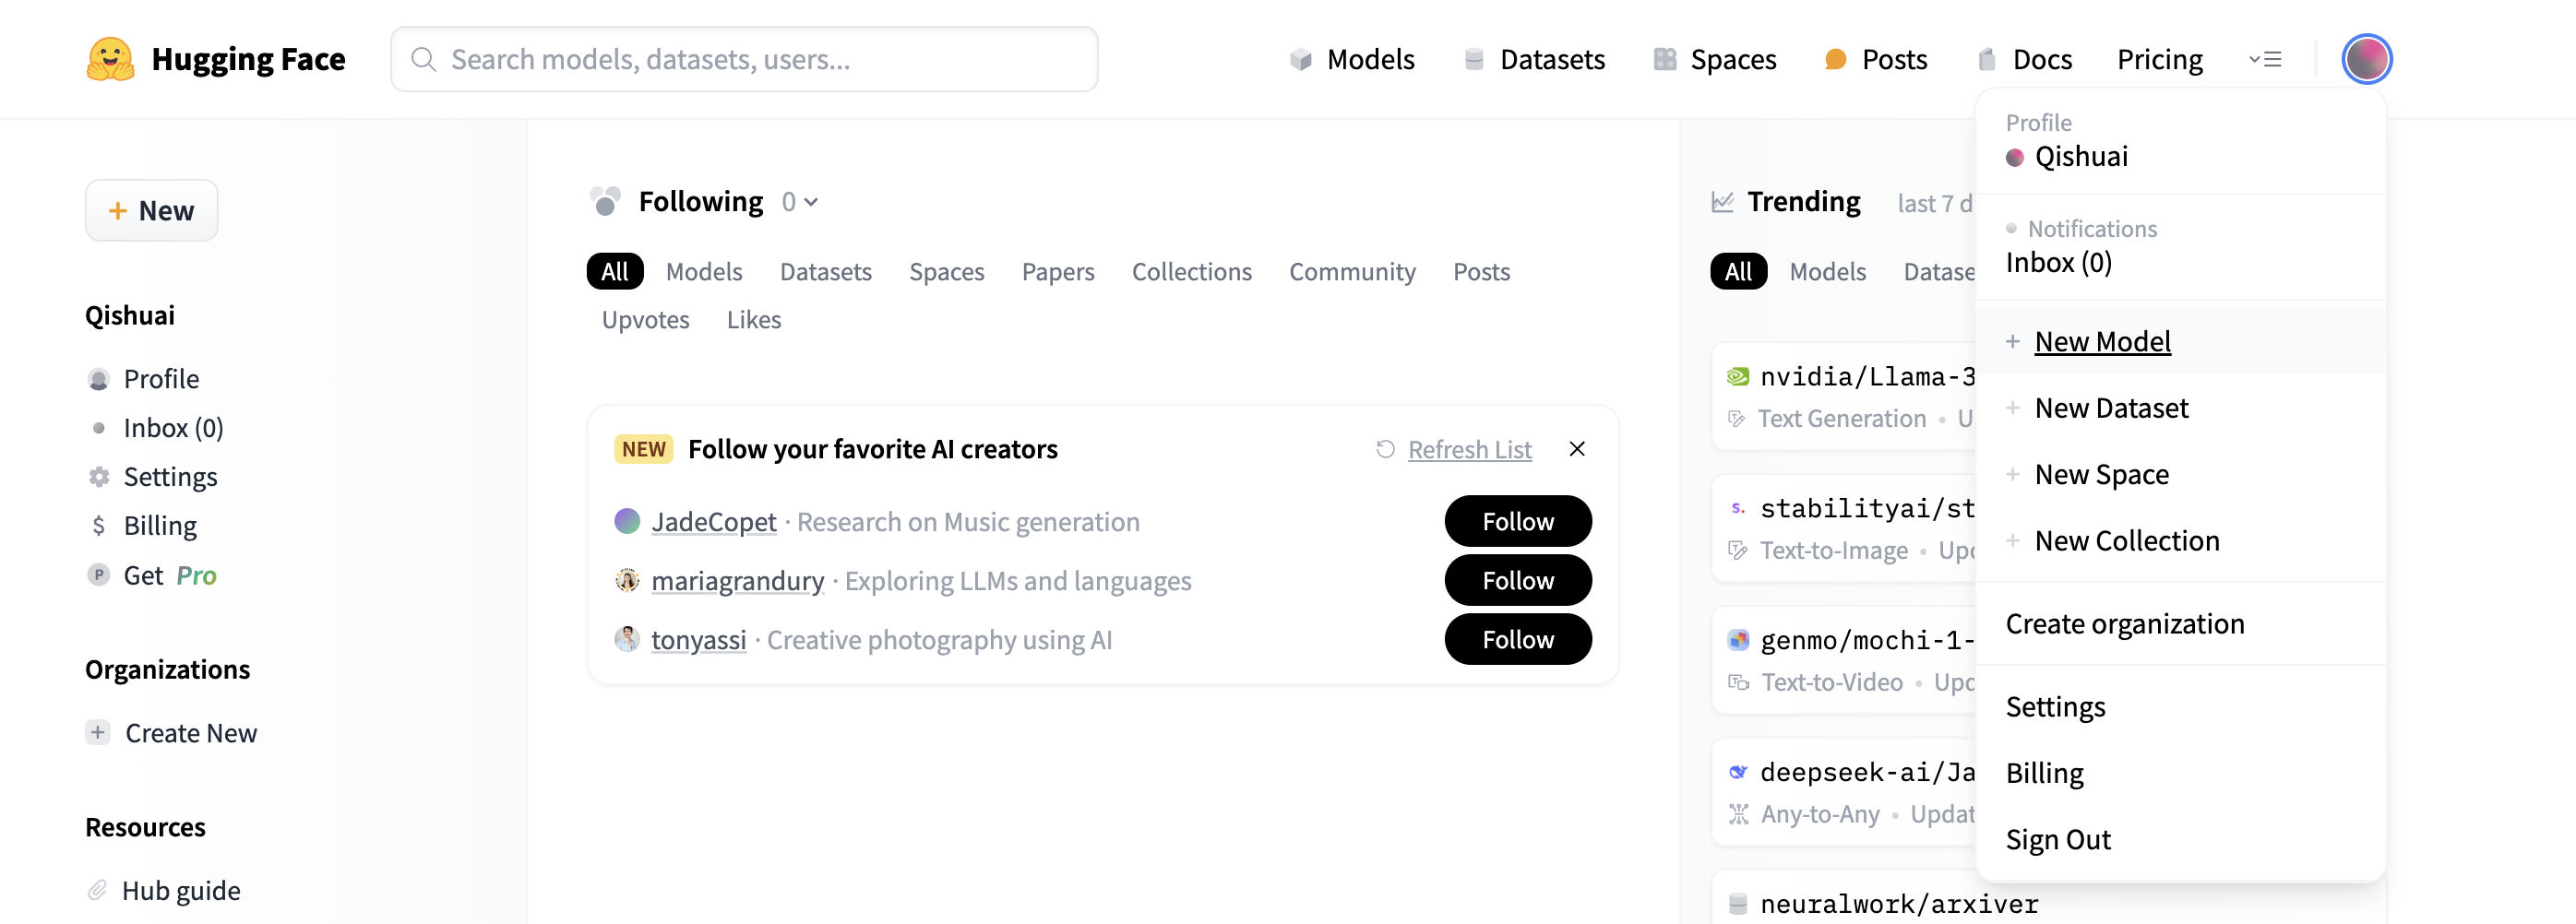 Hugging Face
Search models, datasets, users...
Models
Datasets
Spaces
Posts
Docs
Pricing
New
Qishuai
Profile
Inbox (0)
Settings
$ Billing
P Get Pro
Organizations
Create New
Resources
Hub guide
Following 0
All Models Datasets Spaces Papers Collections Community Posts
Upvotes Likes
NEW Follow your favorite AI creators Refresh List
JadeCopet · Research on Music generation Follow
mariagrandury · Exploring LLMs and languages Follow
tonyassi · Creative photography using AI Follow
Trending last 7 d
All Models Datase
nvidia/Llama-3
Text Generation • U
s. stabilityai/st
Text-to-Image • Upd
genmo/mochi-1-
Text-to-Video • Upd
deepseek-ai/Ja
Any-to-Any • Updat
neuralwork/arxiver
Profile
Qishuai
Notifications
Inbox (0)
+ New Model
+ New Dataset
+ New Space
+ New Collection
Create organization
Settings
Billing
Sign Out